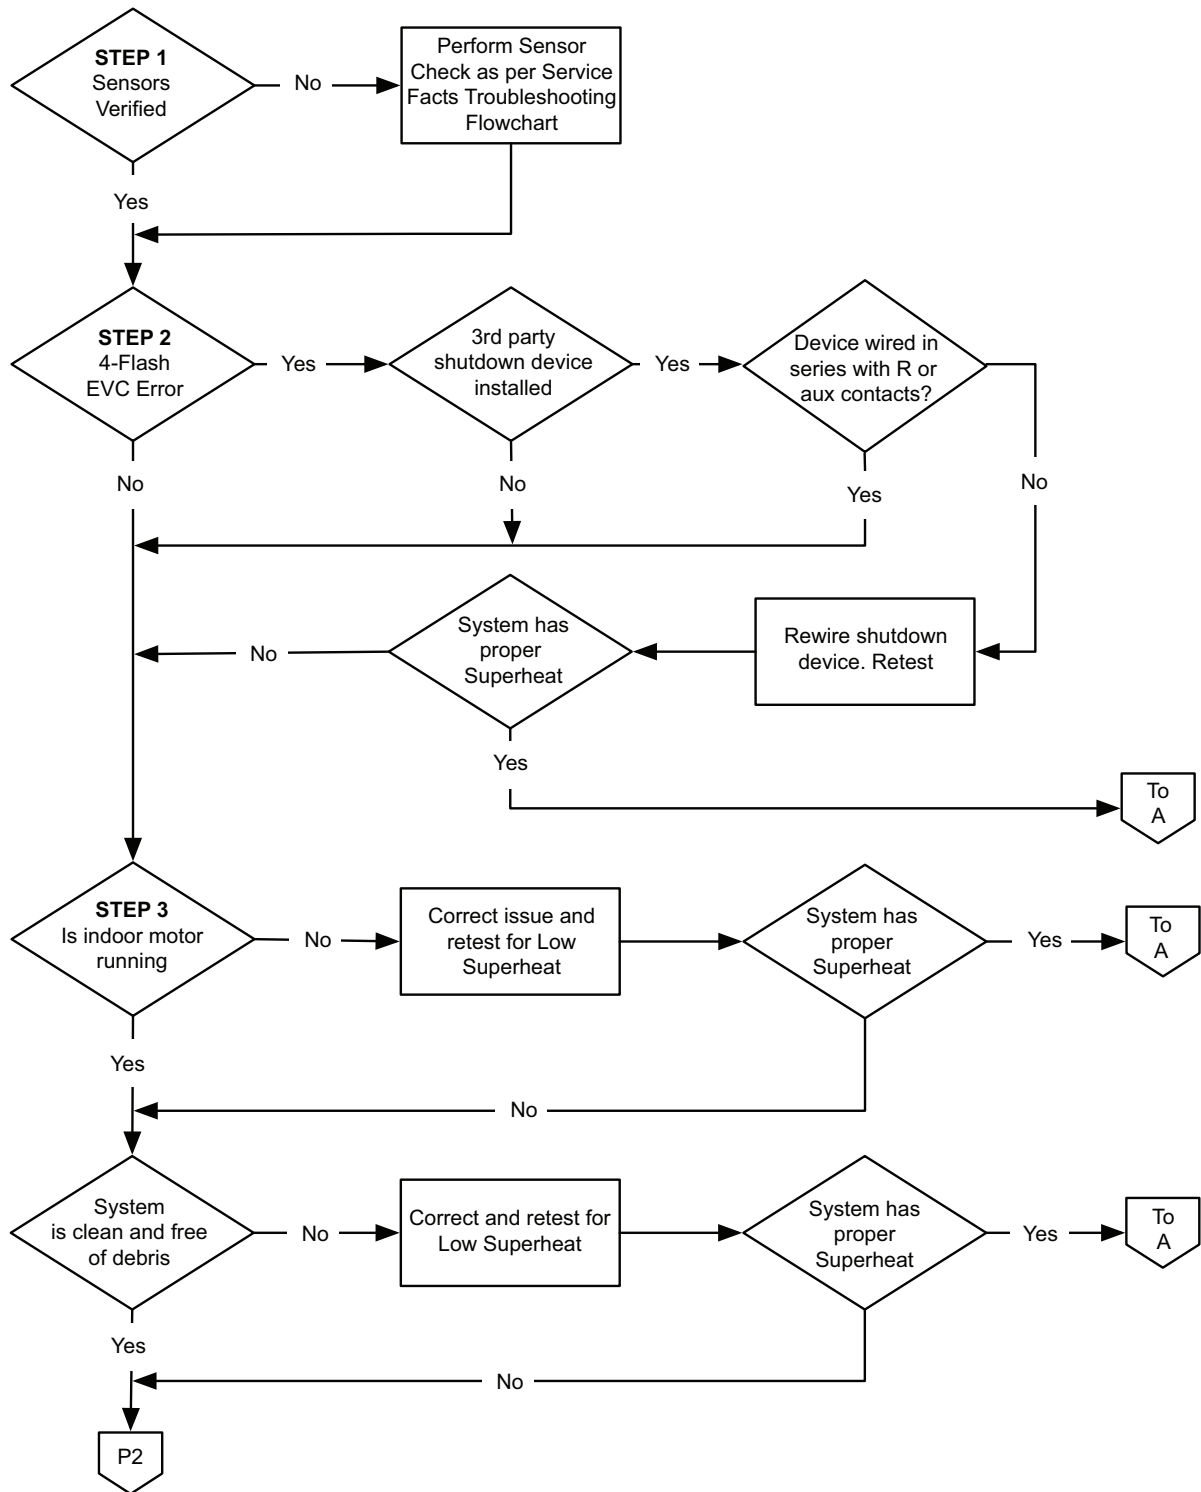 STEP 1
Sensors
Verified
No
Perform Sensor
Check as per Service
Facts Troubleshooting
Flowchart
Yes
STEP 2
4-Flash
EVC Error
Yes
3rd party
shutdown device
installed
Yes
Device wired in
series with R or
aux contacts?
No
No
Yes
No
System has
proper
Superheat
Rewire shutdown
device. Retest
No
Yes
To
A
STEP 3
Is indoor motor
running
No
Correct issue and
retest for Low
Superheat
System has
proper
Superheat
Yes
To
A
Yes
No
System
is clean and free
of debris
No
Correct and retest for
Low Superheat
System has
proper
Superheat
Yes
To
A
Yes
No
P2